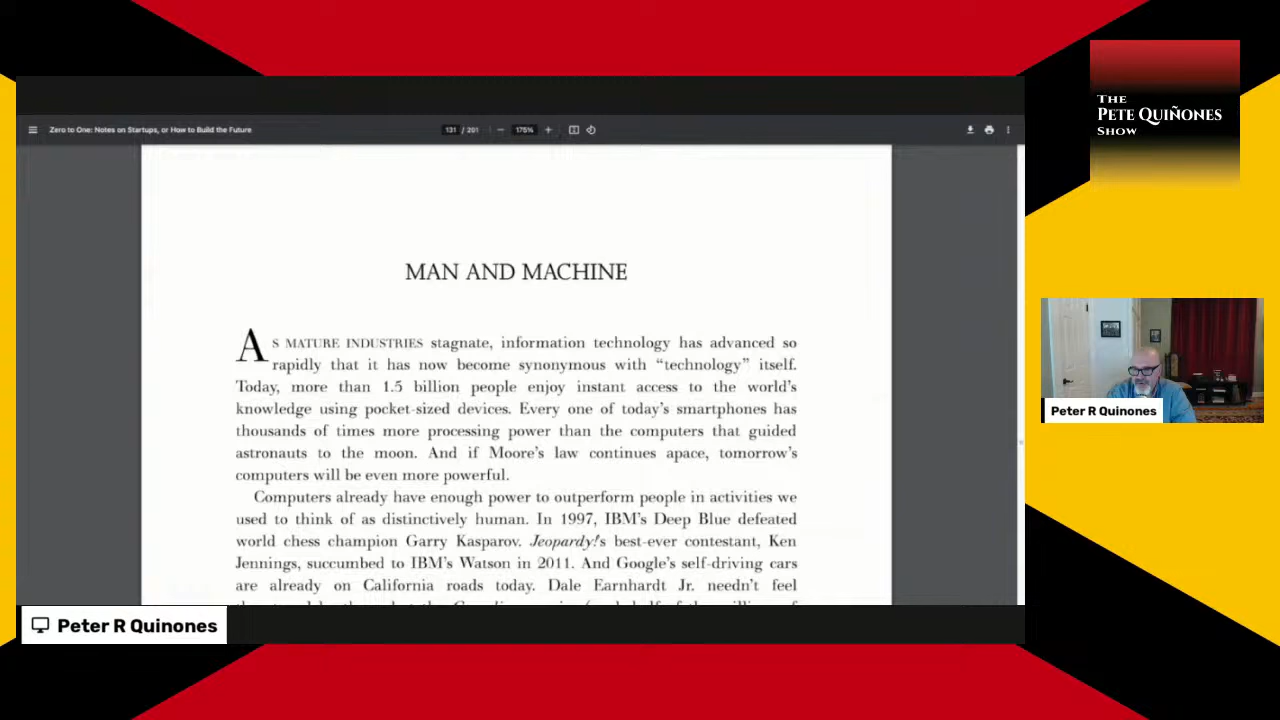 THE
PETE QUIÑONES
SHOW
Zero to One: Notes on Startups, or How to Build the Future
131 / 201
175%
MAN AND MACHINE
AS MATURE INDUSTRIES stagnate, information technology has advanced so
rapidly that it has now become synonymous with “technology” itself.
Today, more than 1.5 billion people enjoy instant access to the world’s
knowledge using pocket-sized devices. Every one of today’s smartphones has
thousands of times more processing power than the computers that guided
astronauts to the moon. And if Moore’s law continues apace, tomorrow’s
computers will be even more powerful.
Computers already have enough power to outperform people in activities we
used to think of as distinctively human. In 1997, IBM’s Deep Blue defeated
world chess champion Garry Kasparov. Jeopardy!’s best-ever contestant, Ken
Jennings, succumbed to IBM’s Watson in 2011. And Google’s self-driving cars
are already on California roads today. Dale Earnhardt Jr. needn’t feel
Peter R Quinones
Peter R Quinones